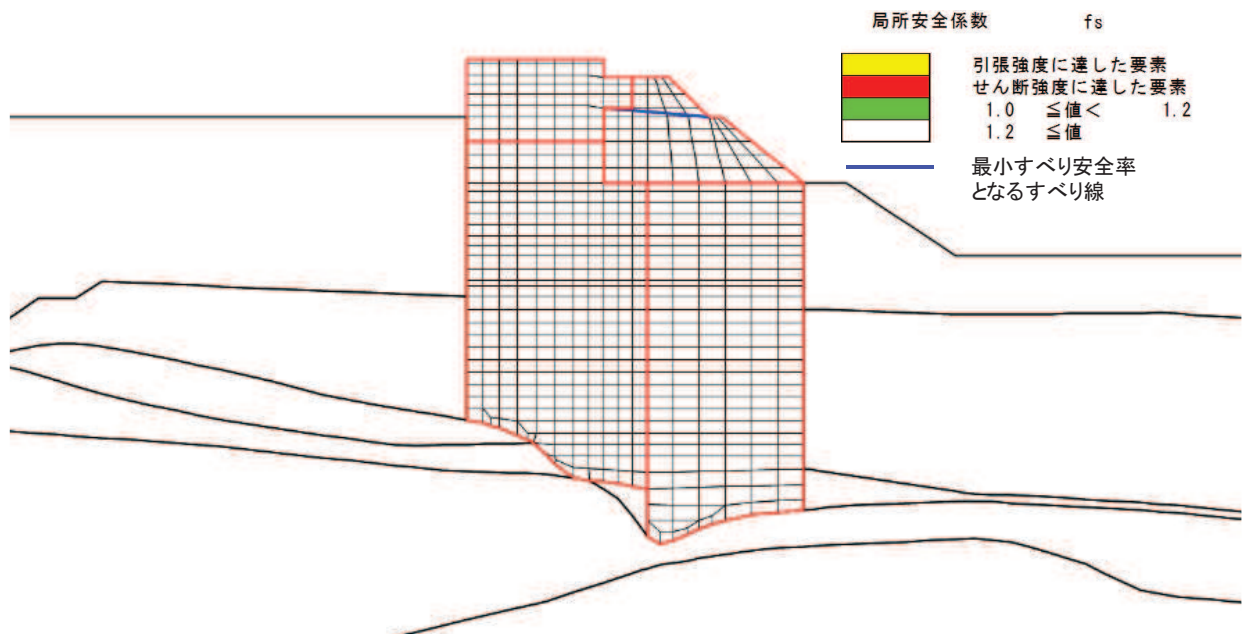 局所安全係数 fs
引張強度に達した要素
せん断強度に達した要素
1.0 ≦値< 1.2
1.2 ≦値
最小すべり安全率
となるすべり線